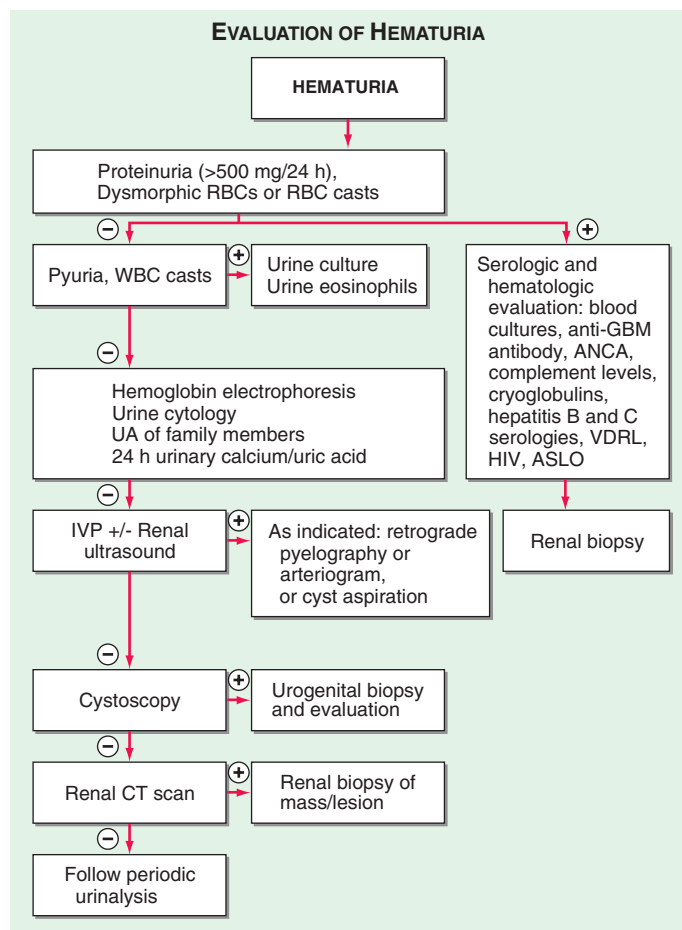 EVALUATION OF HEMATURIA
HEMATURIA
Proteinuria (>500 mg/24 h),
Dysmorphic RBCs or RBC casts
−
+
Pyuria, WBC casts
+
Urine culture
Urine eosinophils
Serologic and
hematologic
evaluation: blood
cultures, anti-GBM
antibody, ANCA,
complement levels,
cryoglobulins,
hepatitis B and C
serologies, VDRL,
HIV, ASLO
−
Hemoglobin electrophoresis
Urine cytology
UA of family members
24 h urinary calcium/uric acid
−
IVP +/- Renal
ultrasound
+
As indicated: retrograde
pyelography or
arteriogram,
or cyst aspiration
Renal biopsy
−
Cystoscopy
+
Urogenital biopsy
and evaluation
−
Renal CT scan
+
Renal biopsy of
mass/lesion
−
Follow periodic
urinalysis